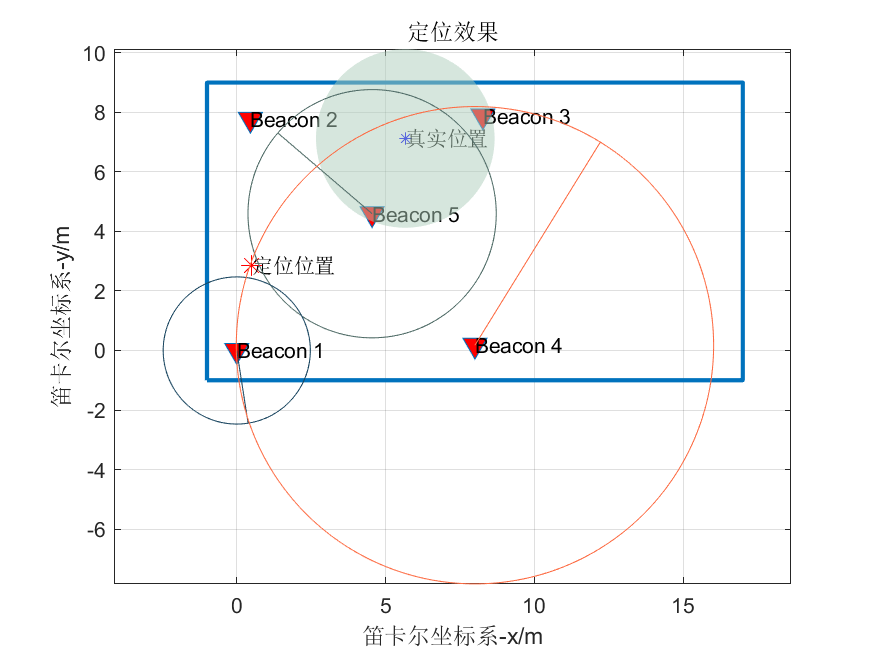 定位效果
10
8
6
4
2
0
-2
-4
-6
笛卡尔坐标系-y/m
Beacon 2
Beacon 3
真实位置
Beacon 5
定位位置
Beacon 1
Beacon 4
0
5
10
15
笛卡尔坐标系-x/m